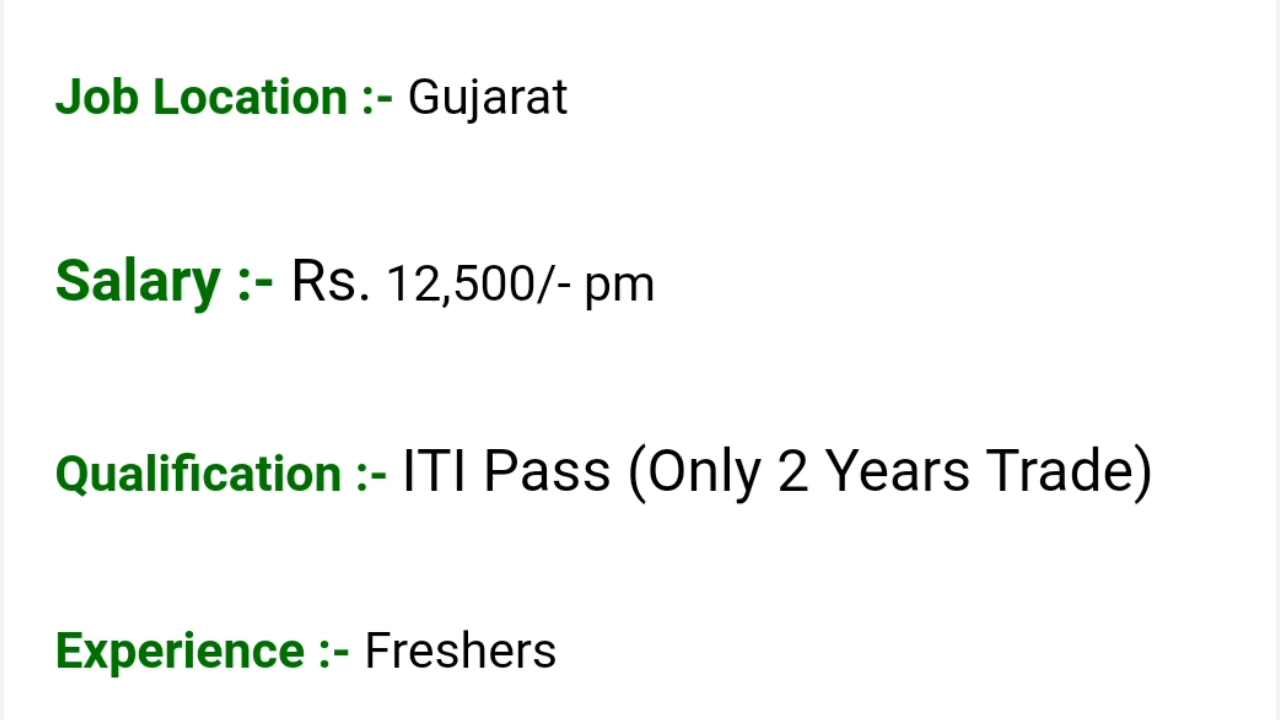 Job Location :- Gujarat
Salary :- Rs. 12,500/- pm
Qualification :- ITI Pass (Only 2 Years Trade)
Experience :- Freshers